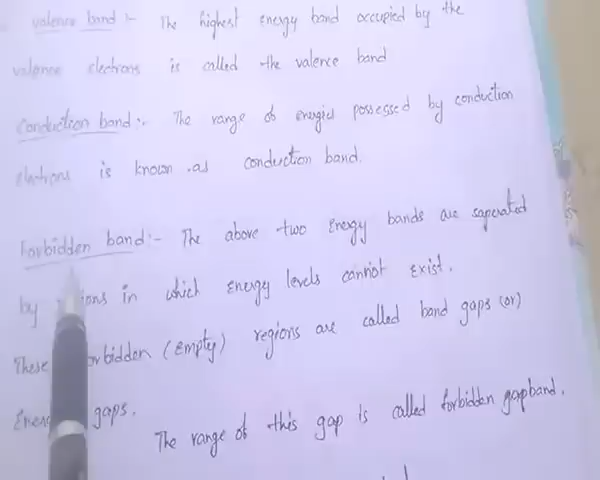 valence band :- The highest energy band occupied by the
valence electrons is called the valence band
Conduction band :- The range of energies possessed by conduction
electrons is known as conduction band.
Forbidden band :- The above two Energy bands are saperated
by in which energy levels cannot exist.
These (Empty) regions are called band gaps (or)
gaps.
The range of this gap is called forbidden gapband.